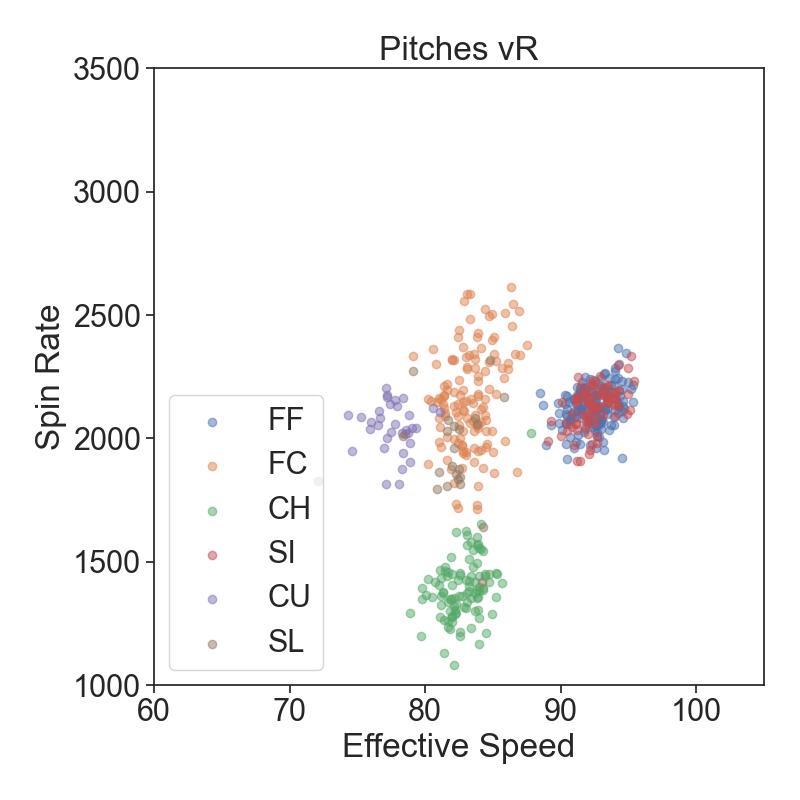 Pitches vR
3500
3000
2500
2000
1500
1000
Spin Rate
FF
FC
CH
SI
CU
SL
60 70 80 90 100
Effective Speed